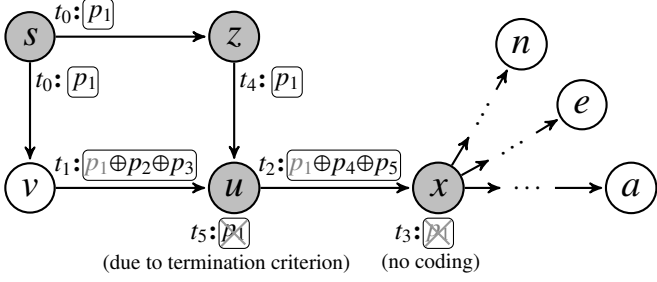 t₀: p₁
s z n
t₀: p₁ t₄: p₁ ...
... e
t₁: p₁⊕p₂⊕p₃ t₂: p₁⊕p₄⊕p₅
v u x ... a
t₅: p₁ t₃: p₁
(due to termination criterion) (no coding)